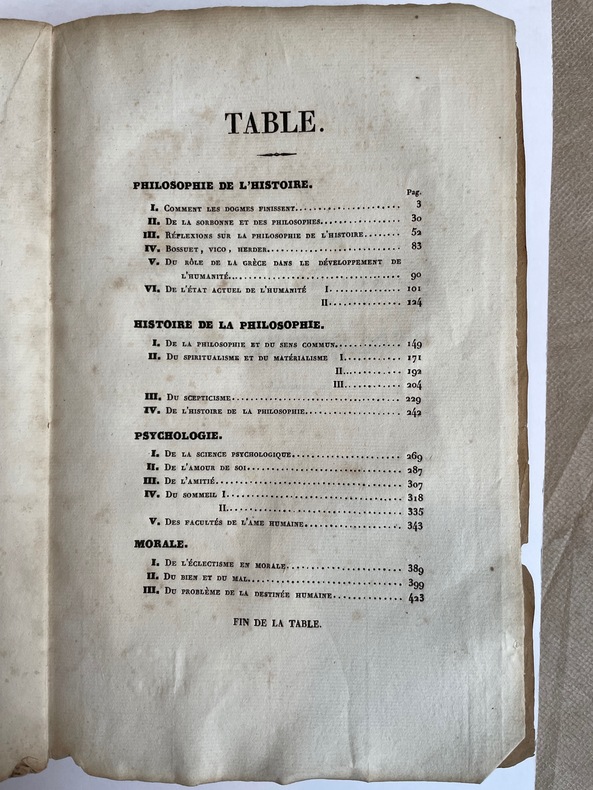 TABLE.
PHILOSOPHIE DE L'HISTOIRE.
Pag.
I. Comment les dogmes finissent.................... 3
II. De la sorbonne et des philosophes............... 30
III. Réflexions sur la philosophie de l'histoire....... 52
IV. Bossuet, vico, herder........................... 83
V. Du rôle de la grèce dans le développement de
l'humanité.................................. 90
VI. De l'état actuel de l'humanité I............. 101
II............. 124
HISTOIRE DE LA PHILOSOPHIE.
I. De la philosophie et du sens commun............ 149
II. Du spiritualisme et du matérialisme I........... 171
II........... 192
III........... 204
III. Du scepticisme................................ 229
IV. De l'histoire de la philosophie.................. 242
PSYCHOLOGIE.
I. De la science psychologique..................... 269
II. De l'amour de soi............................. 287
III. De l'amitié.................................. 307
IV. Du sommeil I................................ 318
II................................ 335
V. Des facultés de l'ame humaine.................. 343
MORALE.
I. De l'éclectisme en morale...................... 389
II. Du bien et du mal............................ 399
III. Du problème de la destinée humaine............. 423
FIN DE LA TABLE.